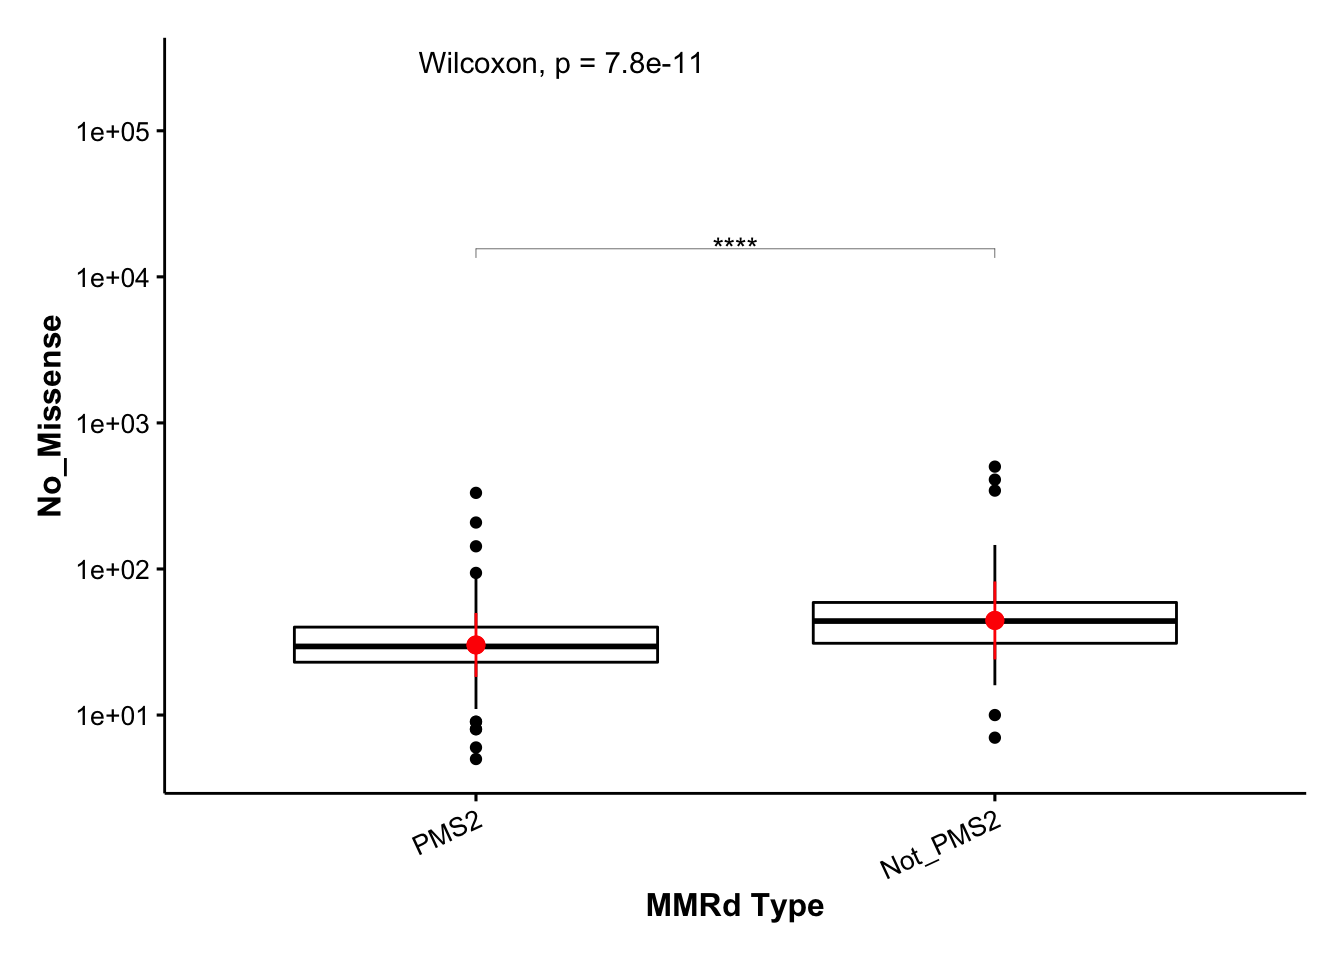 Wilcoxon, p = 7.8e-11
1e+05
****
1e+04
No_Missense
1e+03
1e+02
1e+01
PMS2
Not_PMS2
MMRd Type